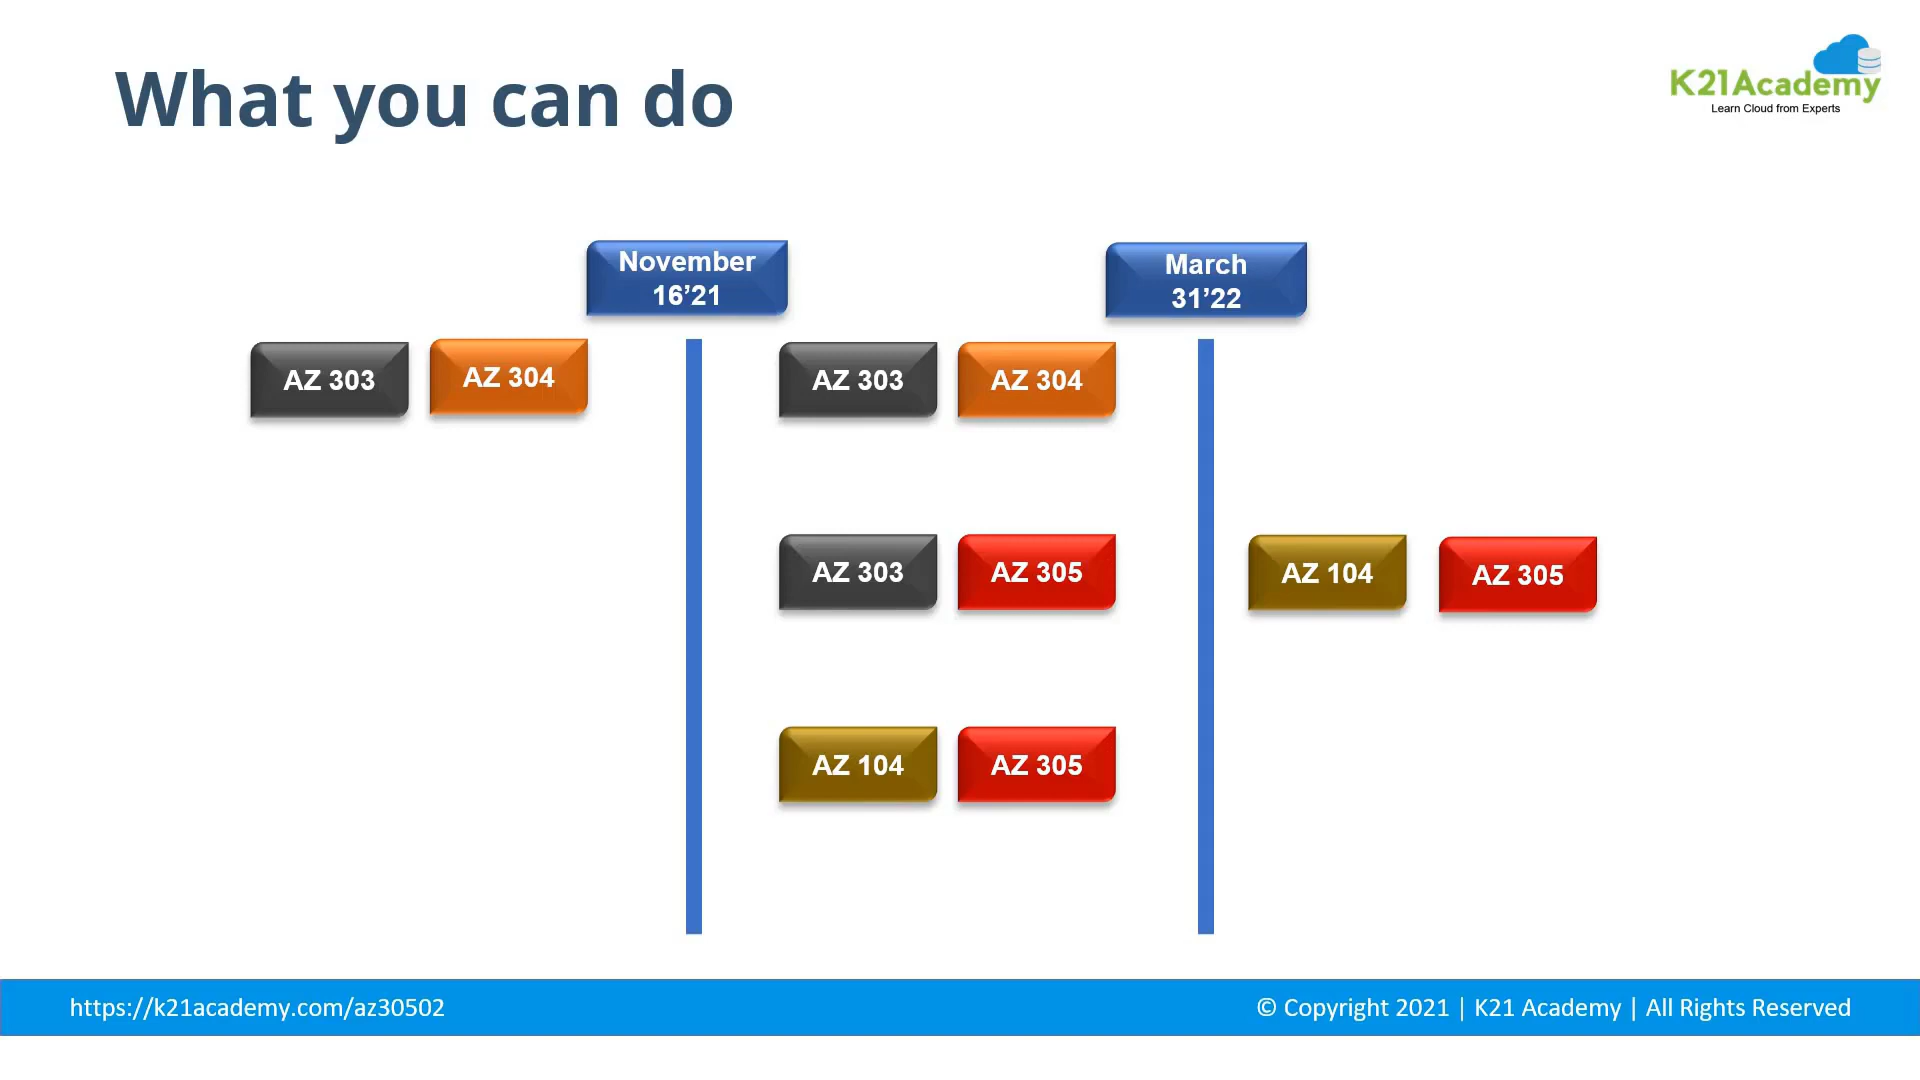 What you can do
K21Academy
Learn Cloud from Experts
November
16’21
March
31’22
AZ 303
AZ 304
AZ 303
AZ 304
AZ 303
AZ 305
AZ 104
AZ 305
AZ 104
AZ 305
https://k21academy.com/az30502
© Copyright 2021 | K21 Academy | All Rights Reserved